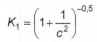 K₁ = (1 + 1/c²)^−0,5